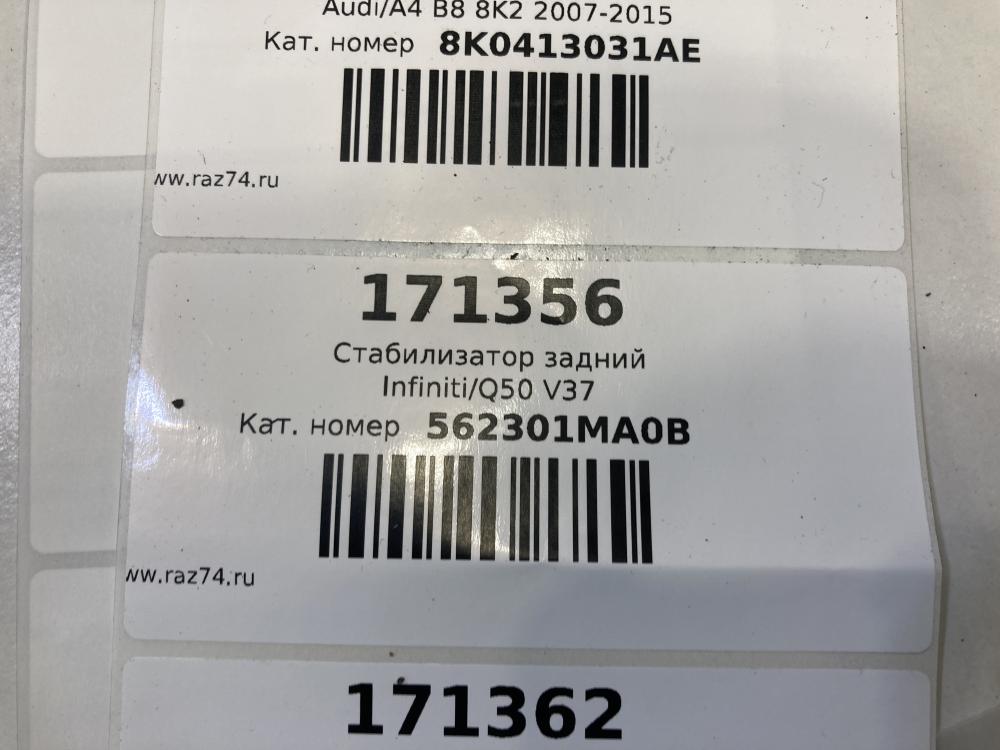 Audi/A4 B8 8K2 2007-2015
Кат. номер 8K0413031AE
ww.raz74.ru
171356
Стабилизатор задний
Infiniti/Q50 V37
Кат. номер 562301MA0B
ww.raz74.ru
171362